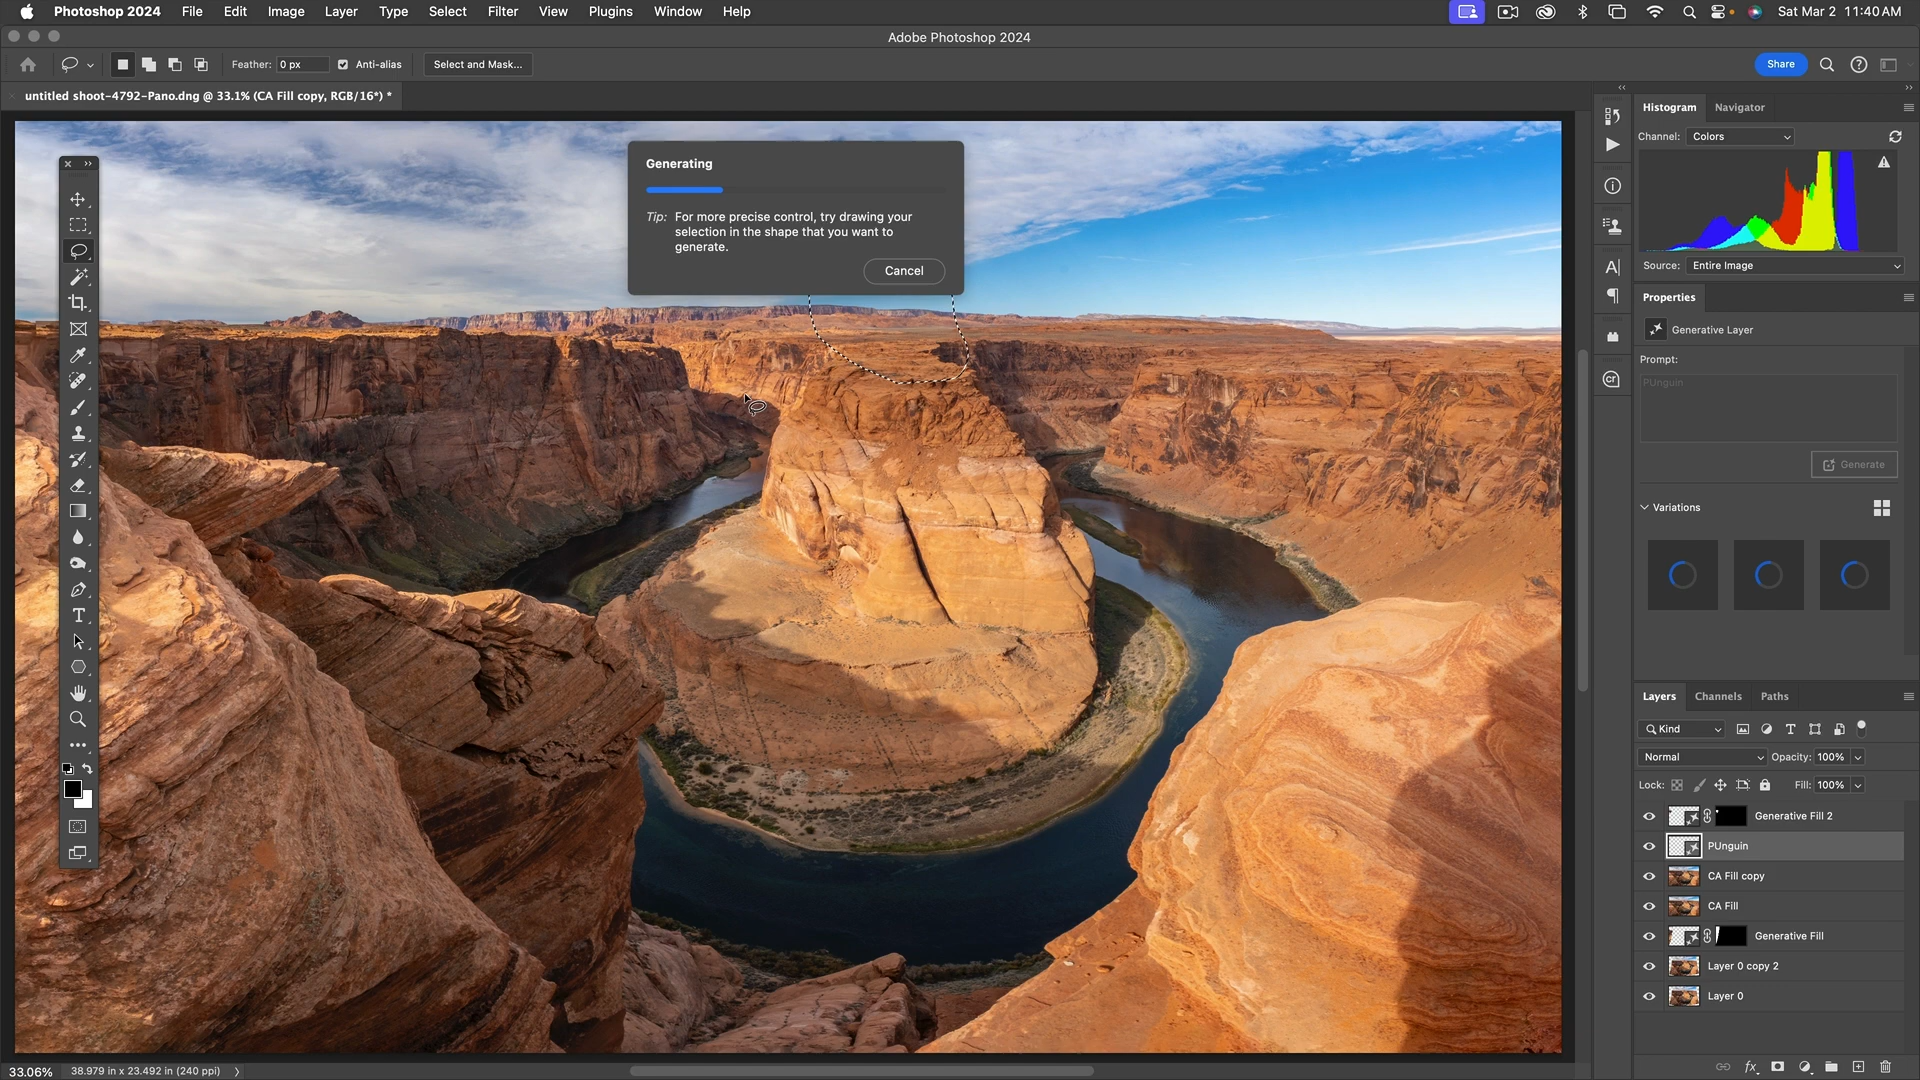 Photoshop 2024 File Edit Image Layer Type Select Filter View Plugins Window Help Sat Mar 2 11:40 AM
Adobe Photoshop 2024
Feather: 0 px Anti-alias Select and Mask... Share
untitled shoot-4792-Pano.dng @ 33.1% (CA Fill copy, RGB/16*) *
Generating
Tip: For more precise control, try drawing your
selection in the shape that you want to
generate.
Cancel
Histogram Navigator
Channel: Colors
Source: Entire Image
Properties
Generative Layer
Prompt:
PUnguin
Generate
Variations
Layers Channels Paths
Kind
Normal Opacity: 100%
Lock: Fill: 100%
Generative Fill 2
PUnguin
CA Fill copy
CA Fill
Generative Fill
Layer 0 copy 2
Layer 0
33.06% 38.979 in x 23.492 in (240 ppi)